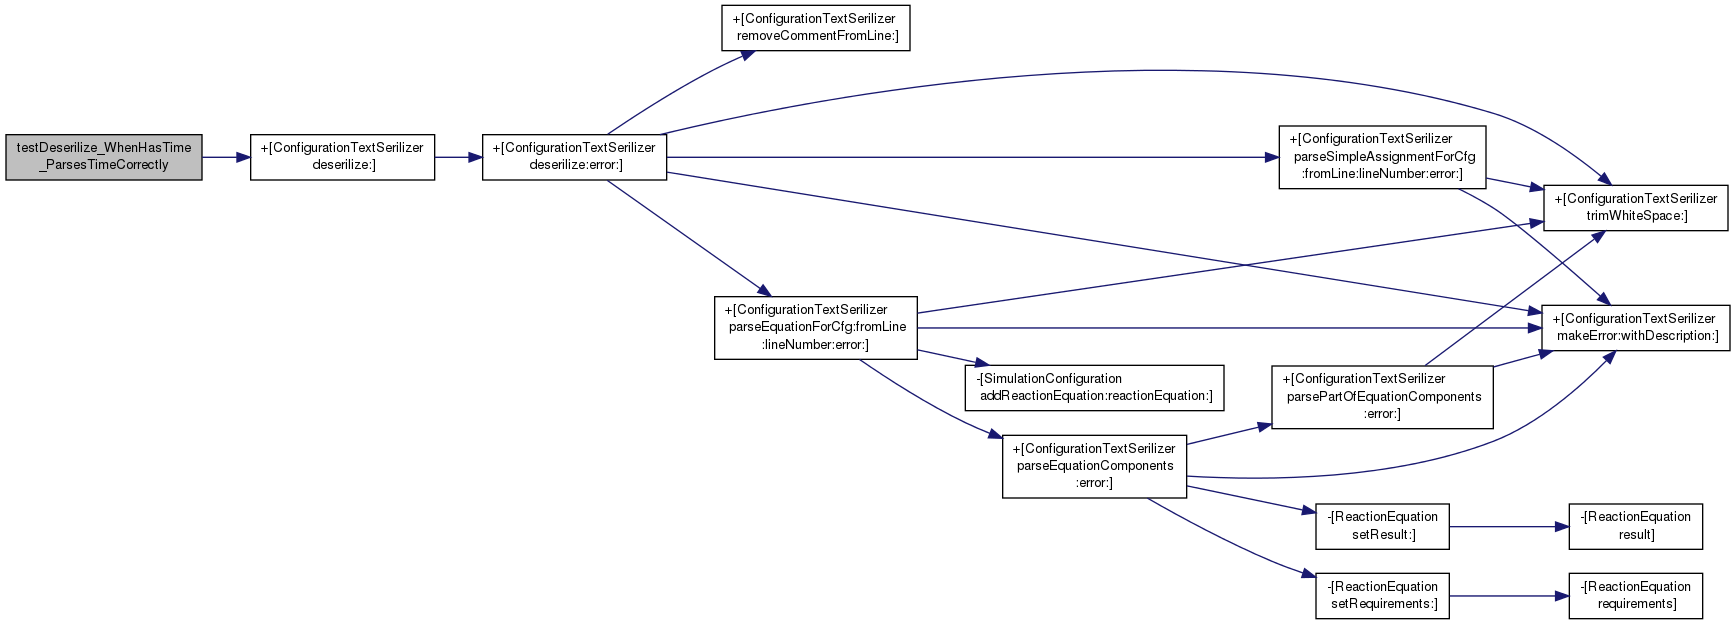 testDeserilize_WhenHasTime
_ParsesTimeCorrectly
+[ConfigurationTextSerilizer
deserilize:]
+[ConfigurationTextSerilizer
deserilize:error:]
+[ConfigurationTextSerilizer
removeCommentFromLine:]
+[ConfigurationTextSerilizer
parseSimpleAssignmentForCfg
:fromLine:lineNumber:error:]
+[ConfigurationTextSerilizer
trimWhiteSpace:]
+[ConfigurationTextSerilizer
parseEquationForCfg:fromLine
:lineNumber:error:]
+[ConfigurationTextSerilizer
makeError:withDescription:]
-[SimulationConfiguration
addReactionEquation:reactionEquation:]
+[ConfigurationTextSerilizer
parsePartOfEquationComponents
:error:]
+[ConfigurationTextSerilizer
parseEquationComponents
:error:]
-[ReactionEquation
setResult:]
-[ReactionEquation
result]
-[ReactionEquation
setRequirements:]
-[ReactionEquation
requirements]